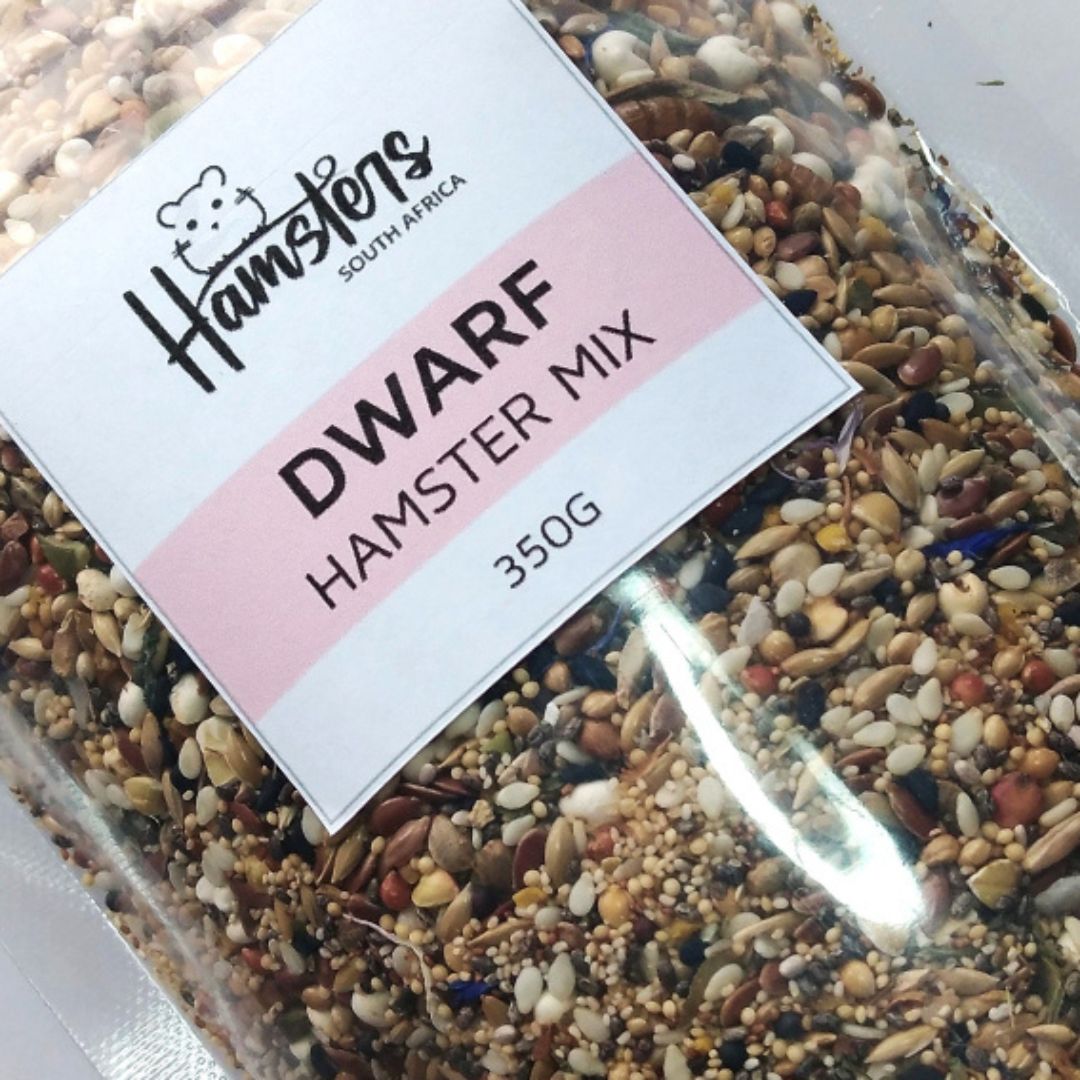 Hamsters
SOUTH AFRICA
DWARF
HAMSTER MIX
350G